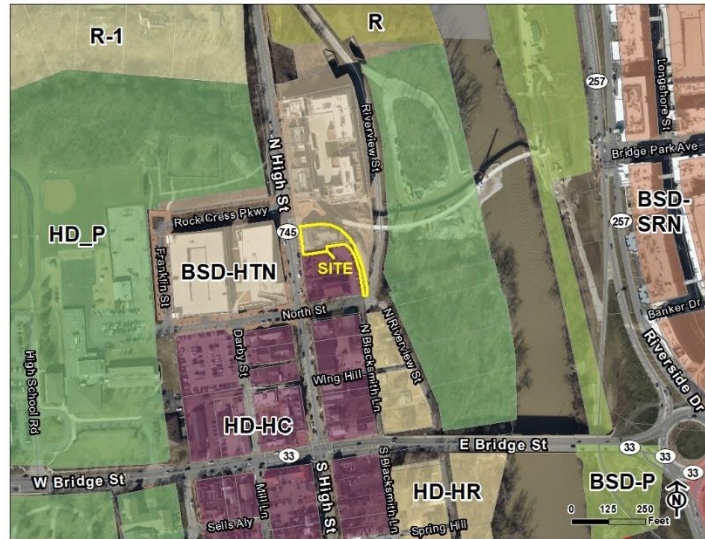 R-1
R
257
Longshore St
Riverview St
Bridge Park Ave
N High St
BSD-
SRN
HD_P
Rock Cress Pkwy
745
257
Franklin St
BSD-HTN
SITE
Banker Dr
North St
N Riverview St
Darby St
N Blacksmith Ln
Riverside Dr
High School Rd
Wing Hill
HD-HC
E Bridge St
33
33
33
33
W Bridge St
S High St
S Blacksmith Ln
BSD-P
Mill Ln
HD-HR
N
Sells Aly
Spring Hill
0 125 250
Feet